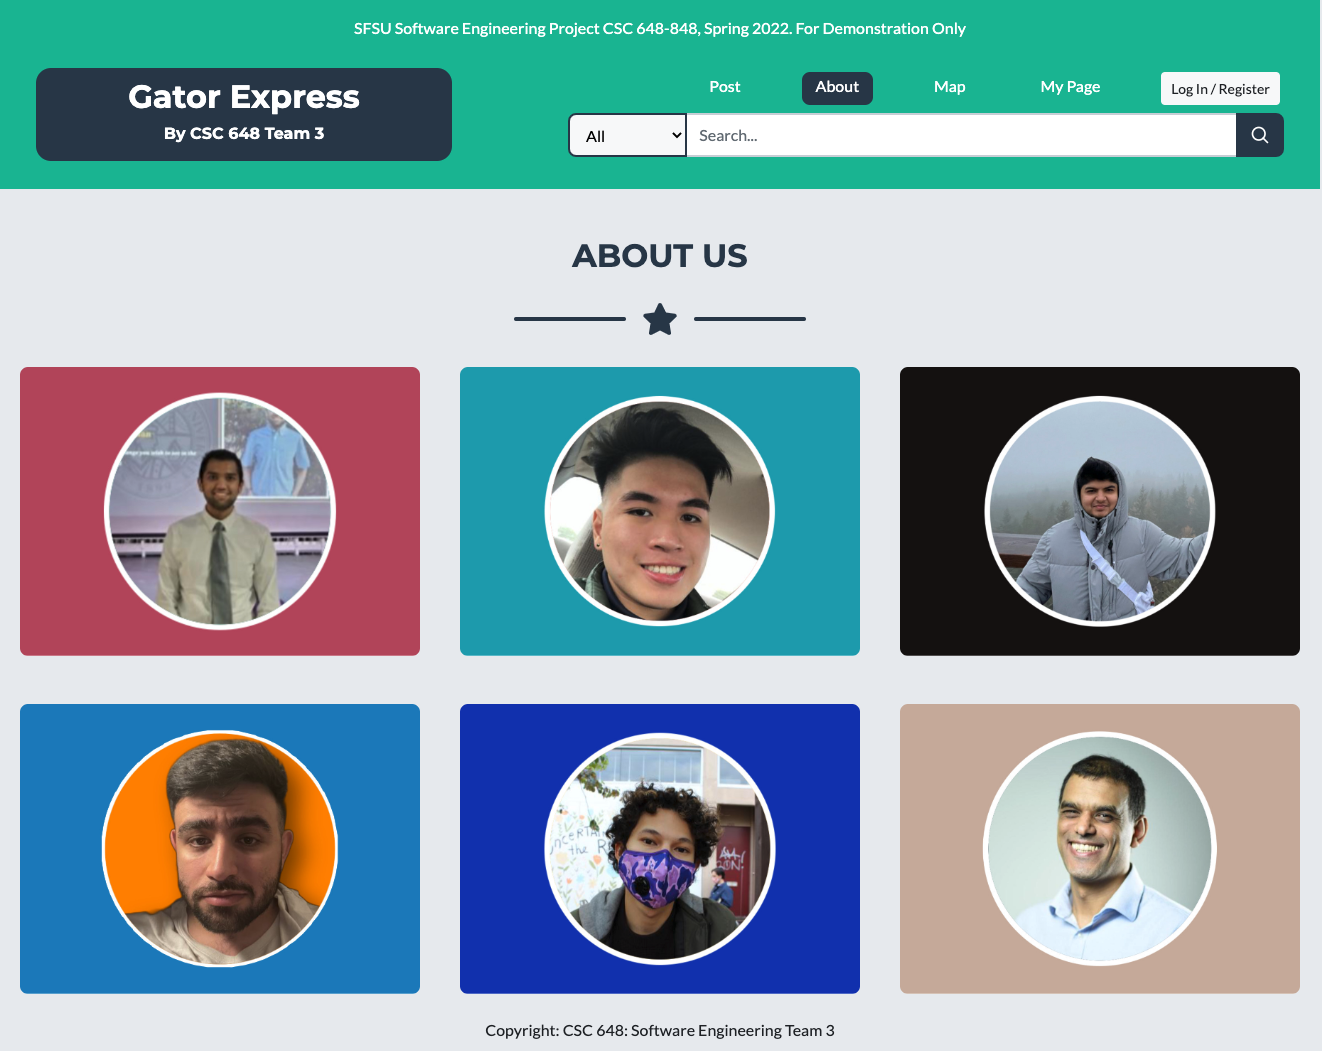 SFSU Software Engineering Project CSC 648-848, Spring 2022. For Demonstration Only
Gator Express
By CSC 648 Team 3
Post
About
Map
My Page
Log In / Register
All
Search...
ABOUT US
the R
Copyright: CSC 648: Software Engineering Team 3